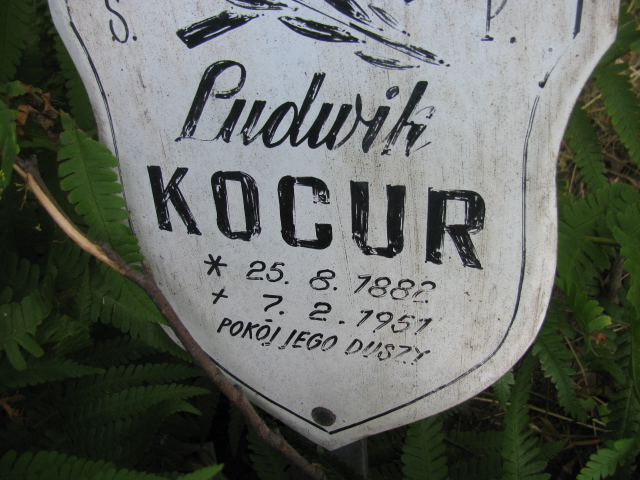 Ś. P.
Ludwik
KOCUR
* 25. 8. 1882
+ 7. 2. 1951
POKÓJ JEGO DUSZY